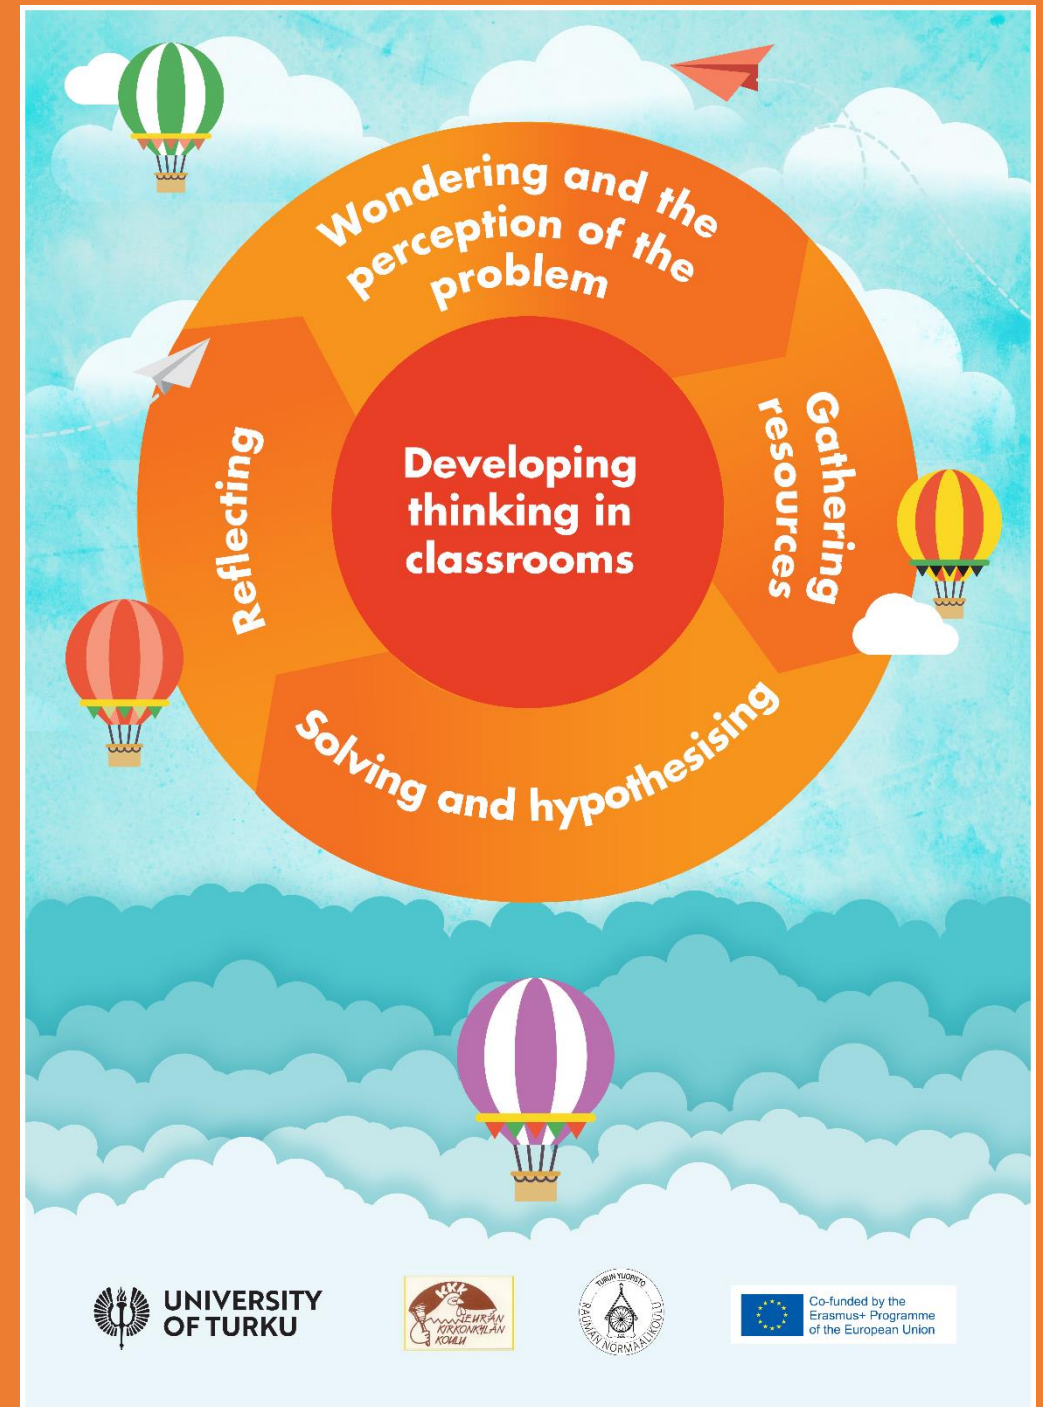 Wondering and the
perception of the
problem
Gathering
resources
Solving and hypothesising
Reflecting
Developing
thinking in
classrooms
UNIVERSITY
OF TURKU
KKK
EURAN
KIRKONKYLÄN
KOULU
TURUN YLIOPISTO
RAUMAN NORMAALIKOULU
Co-funded by the
Erasmus+ Programme
of the European Union